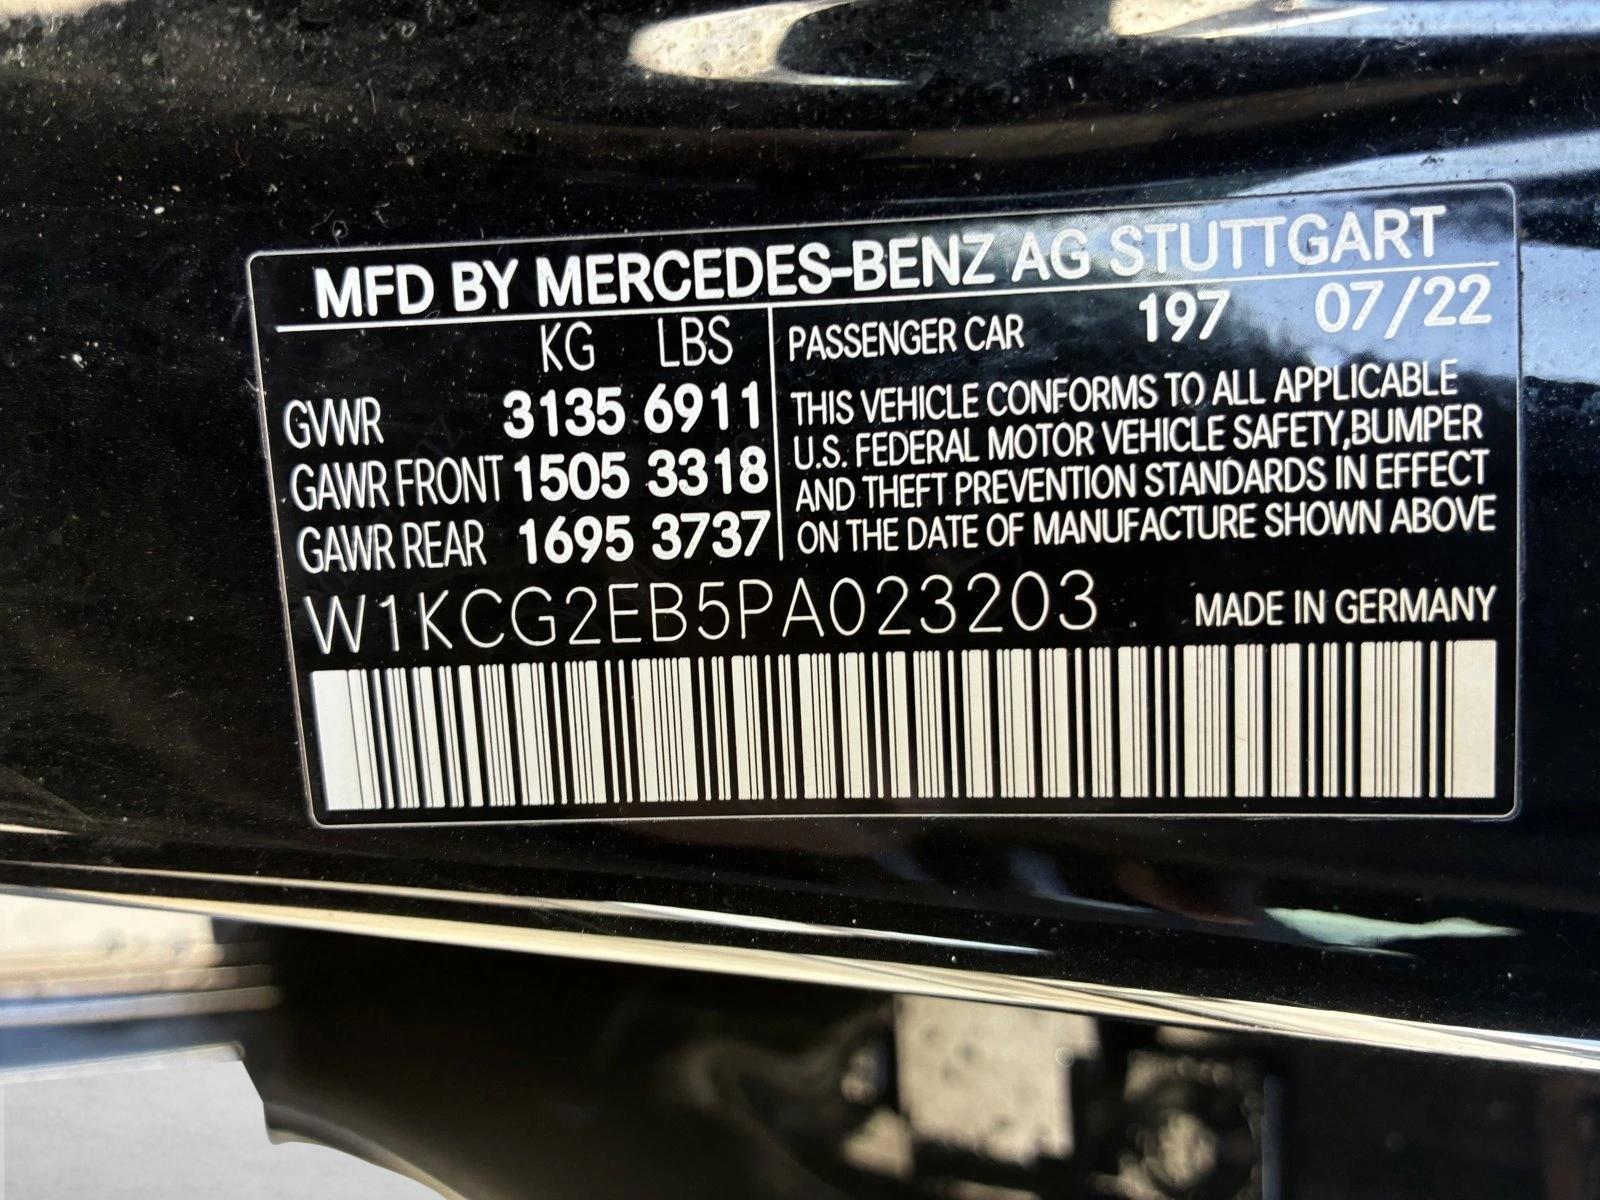 MFD BY MERCEDES-BENZ AG STUTTGART
KG LBS
GVWR 3135 6911
GAWR FRONT 1505 3318
GAWR REAR 1695 3737
PASSENGER CAR 197 07/22
THIS VEHICLE CONFORMS TO ALL APPLICABLE
U.S. FEDERAL MOTOR VEHICLE SAFETY,BUMPER
AND THEFT PREVENTION STANDARDS IN EFFECT
ON THE DATE OF MANUFACTURE SHOWN ABOVE
W1KCG2EB5PA023203 MADE IN GERMANY